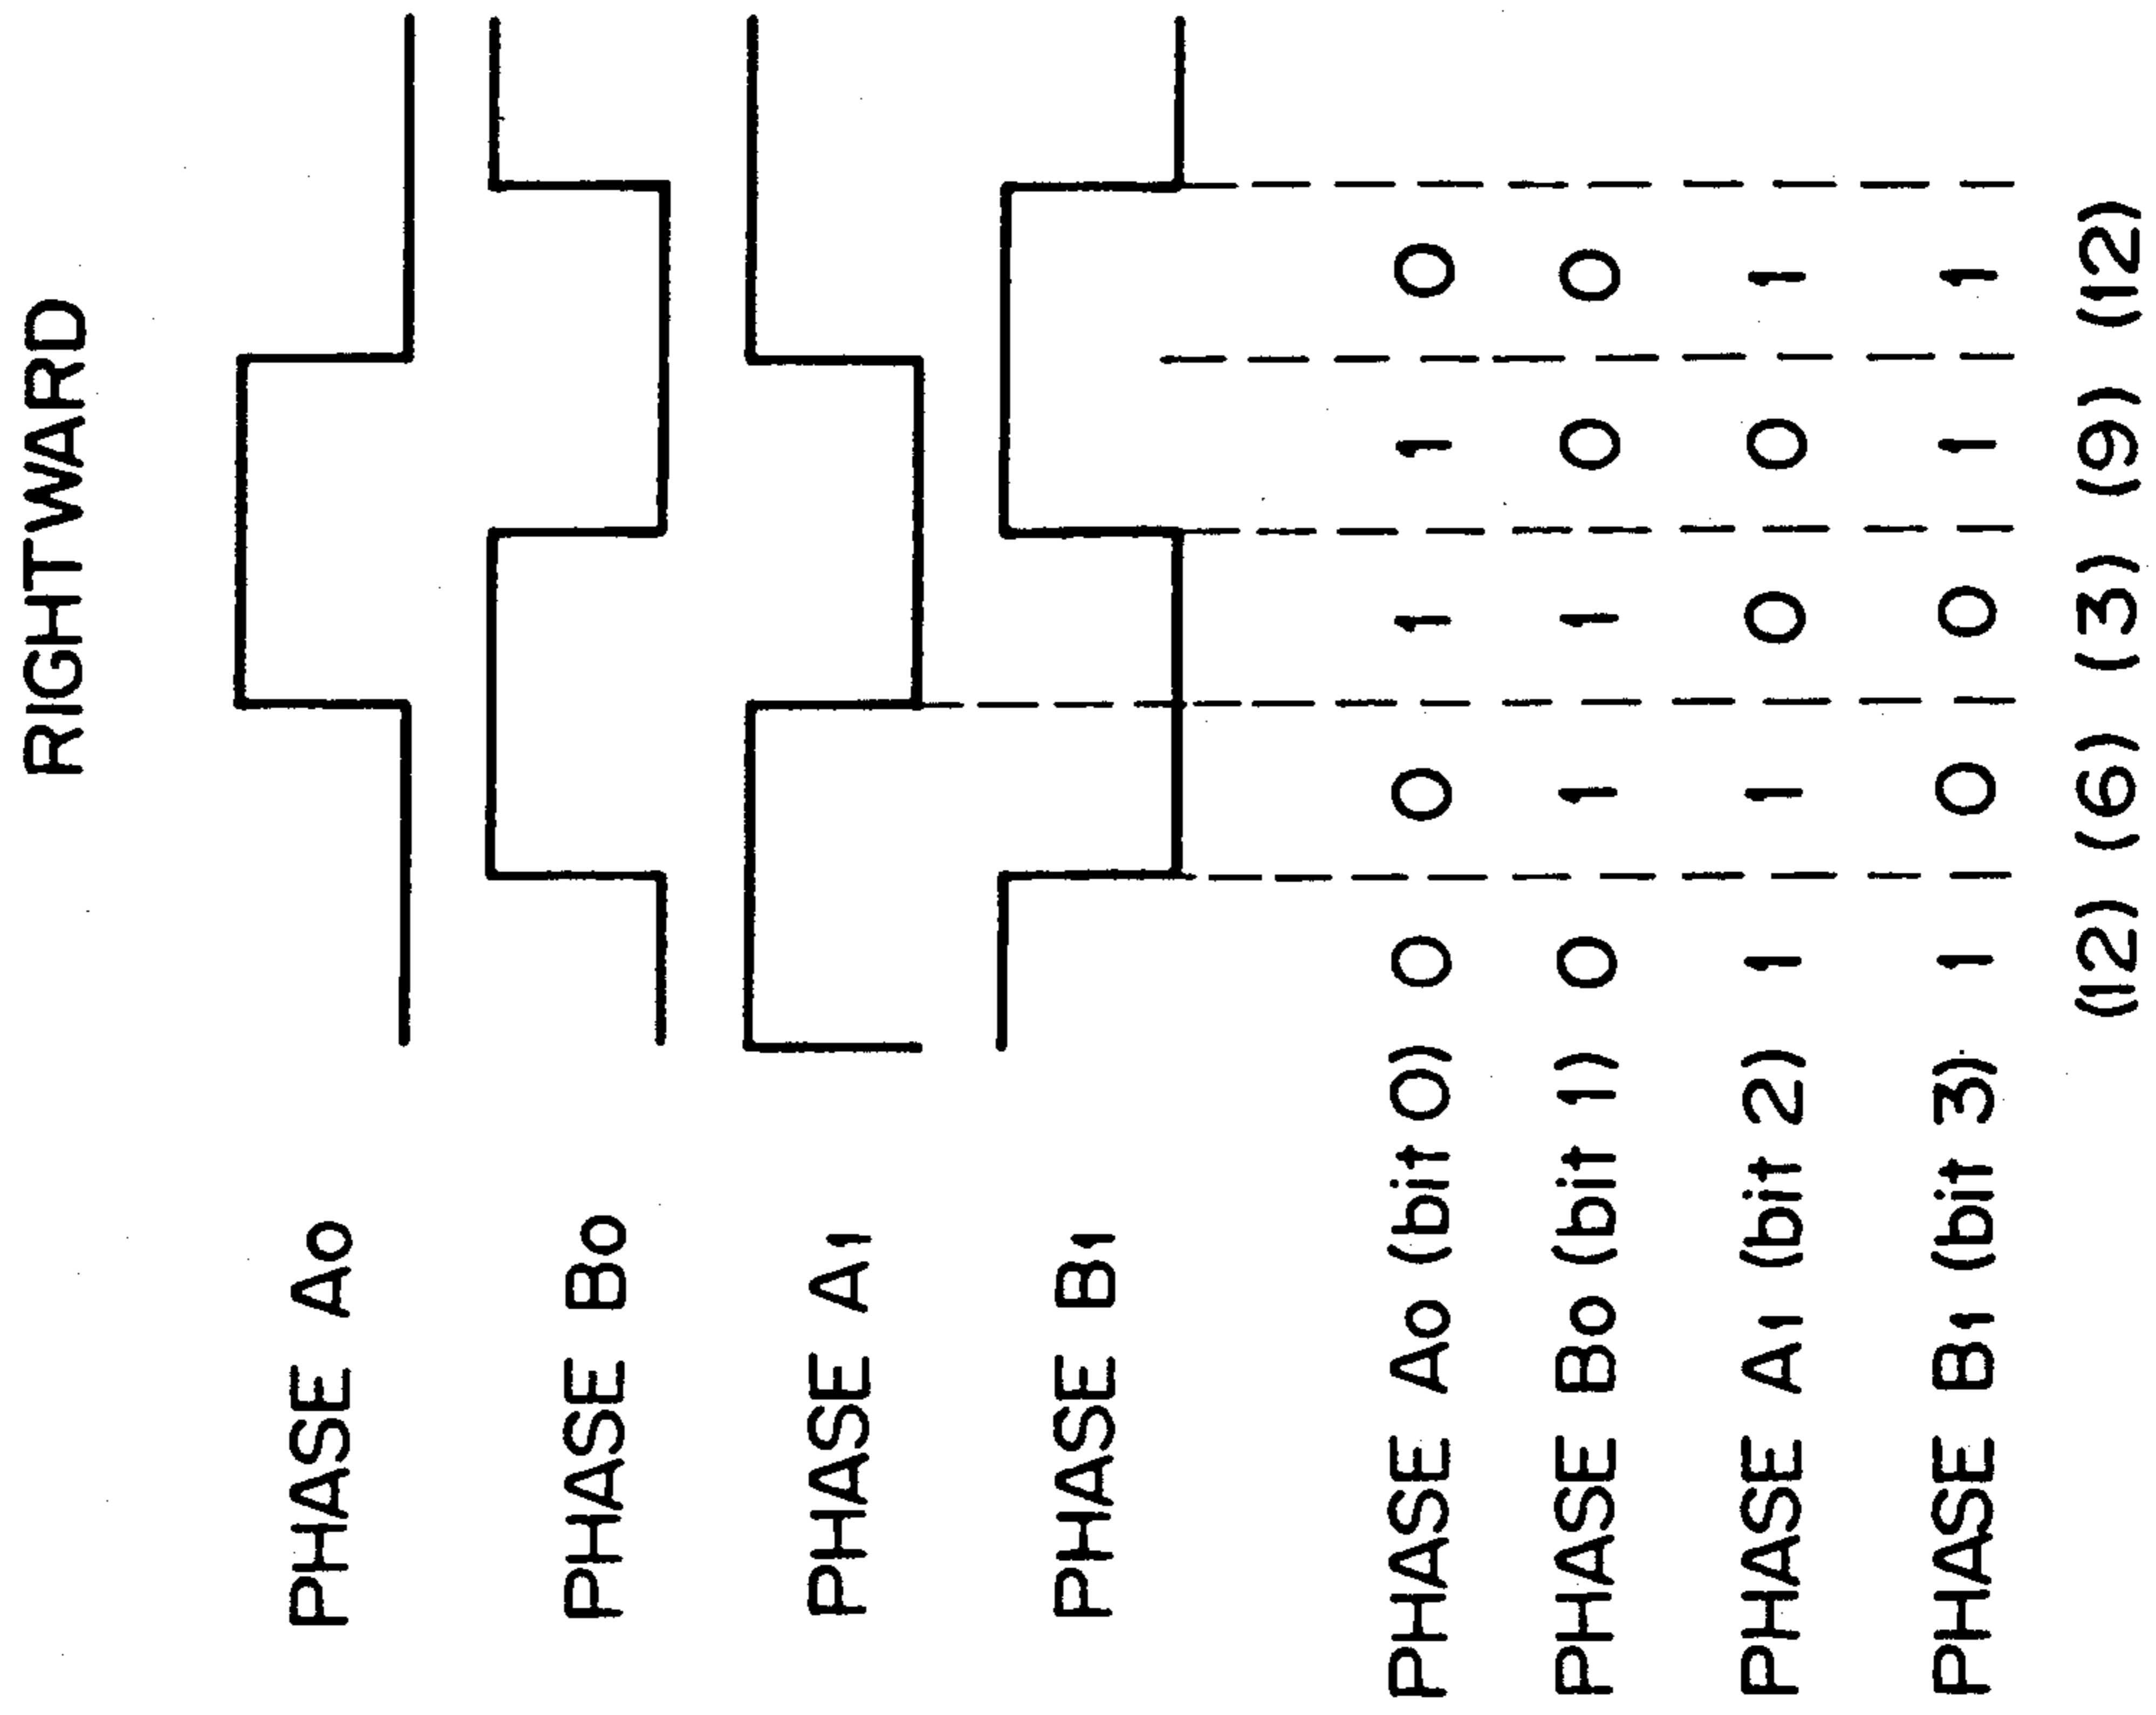 RIGHTWARD
PHASE A0
PHASE B0
PHASE A1
PHASE B1
PHASE A0 (bit 0) 0 0 1 1 0
PHASE B0 (bit 1) 0 1 1 0 0
PHASE A1 (bit 2) 1 1 0 0 1
PHASE B1 (bit 3) 1 0 0 1 1
(12) (6) (3) (9) (12)